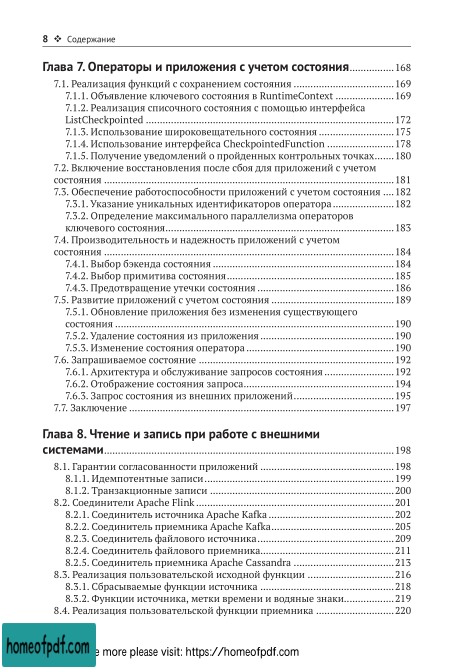 8 ❖ Содержание
Глава 7. Операторы и приложения с учетом состояния................168
7.1. Реализация функций с сохранением состояния ................169
7.1.1. Объявление ключевого состояния в RuntimeContext ................169
7.1.2. Реализация списочного состояния с помощью интерфейса
ListCheckpointed ................172
7.1.3. Использование широковещательного состояния ................175
7.1.4. Использование интерфейса CheckpointedFunction ................178
7.1.5. Получение уведомлений о пройденных контрольных точках................180
7.2. Включение восстановления после сбоя для приложений с учетом
состояния ................181
7.3. Обеспечение работоспособности приложений с учетом состояния ................182
7.3.1. Указание уникальных идентификаторов оператора ................182
7.3.2. Определение максимального параллелизма операторов
ключевого состояния................183
7.4. Производительность и надежность приложений с учетом
состояния ................184
7.4.1. Выбор бэкенда состояния ................184
7.4.2. Выбор примитива состояния................185
7.4.3. Предотвращение утечки состояния ................186
7.5. Развитие приложений с учетом состояния ................189
7.5.1. Обновление приложения без изменения существующего
состояния ................190
7.5.2. Удаление состояния из приложения ................190
7.5.3. Изменение состояния оператора ................190
7.6. Запрашиваемое состояние ................192
7.6.1. Архитектура и обслуживание запросов состояния ................192
7.6.2. Отображение состояния запроса................194
7.6.3. Запрос состояния из внешних приложений................195
7.7. Заключение ................197
Глава 8. Чтение и запись при работе с внешними
системами................198
8.1. Гарантии согласованности приложений ................198
8.1.1. Идемпотентные записи................199
8.1.2. Транзакционные записи ................200
8.2. Соединители Apache Flink ................201
8.2.1. Соединитель источника Apache Kafka................202
8.2.2. Соединитель приемника Apache Kafka................205
8.2.3. Соединитель файлового источника................209
8.2.4. Соединитель файлового приемника................211
8.2.5. Соединитель приемника Apache Cassandra ................213
8.3. Реализация пользовательской исходной функции ................216
8.3.1. Сбрасываемые функции источника ................218
8.3.2. Функции источника, метки времени и водяные знаки................219
8.4. Реализация пользовательской функции приемника ................220
homeofpdf.com
e more please visit: https://homeofpdf.com